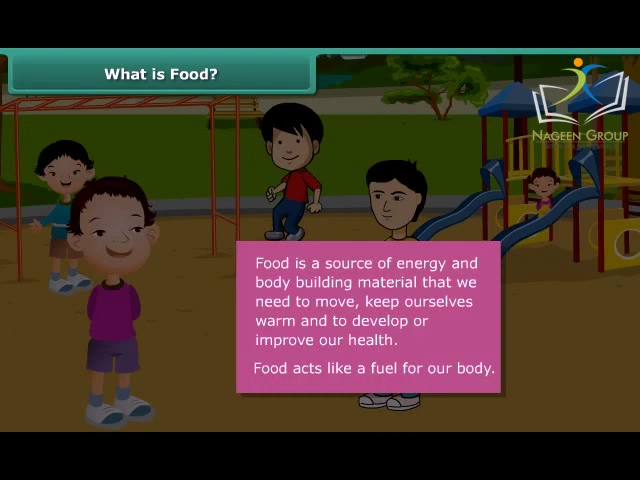 What is Food?
NAGEEN GROUP
Food is a source of energy and
body building material that we
need to move, keep ourselves
warm and to develop or
improve our health.
Food acts like a fuel for our body.